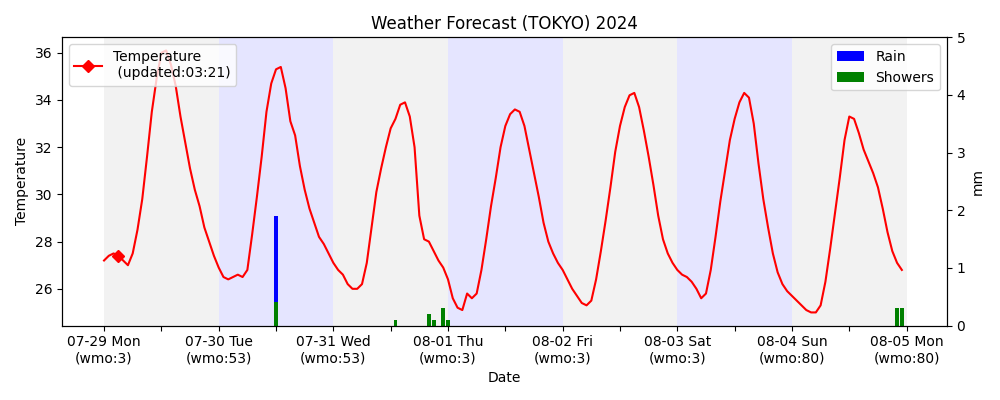 Weather Forecast (TOKYO) 2024
Temperature
(updated:03:21)
Rain
Showers
Temperature
36
34
32
30
28
26
5
4
3
2
1
0
mm
07-29 Mon
(wmo:3)
07-30 Tue
(wmo:53)
07-31 Wed
(wmo:53)
08-01 Thu
(wmo:3)
08-02 Fri
(wmo:3)
08-03 Sat
(wmo:3)
08-04 Sun
(wmo:80)
08-05 Mon
(wmo:80)
Date